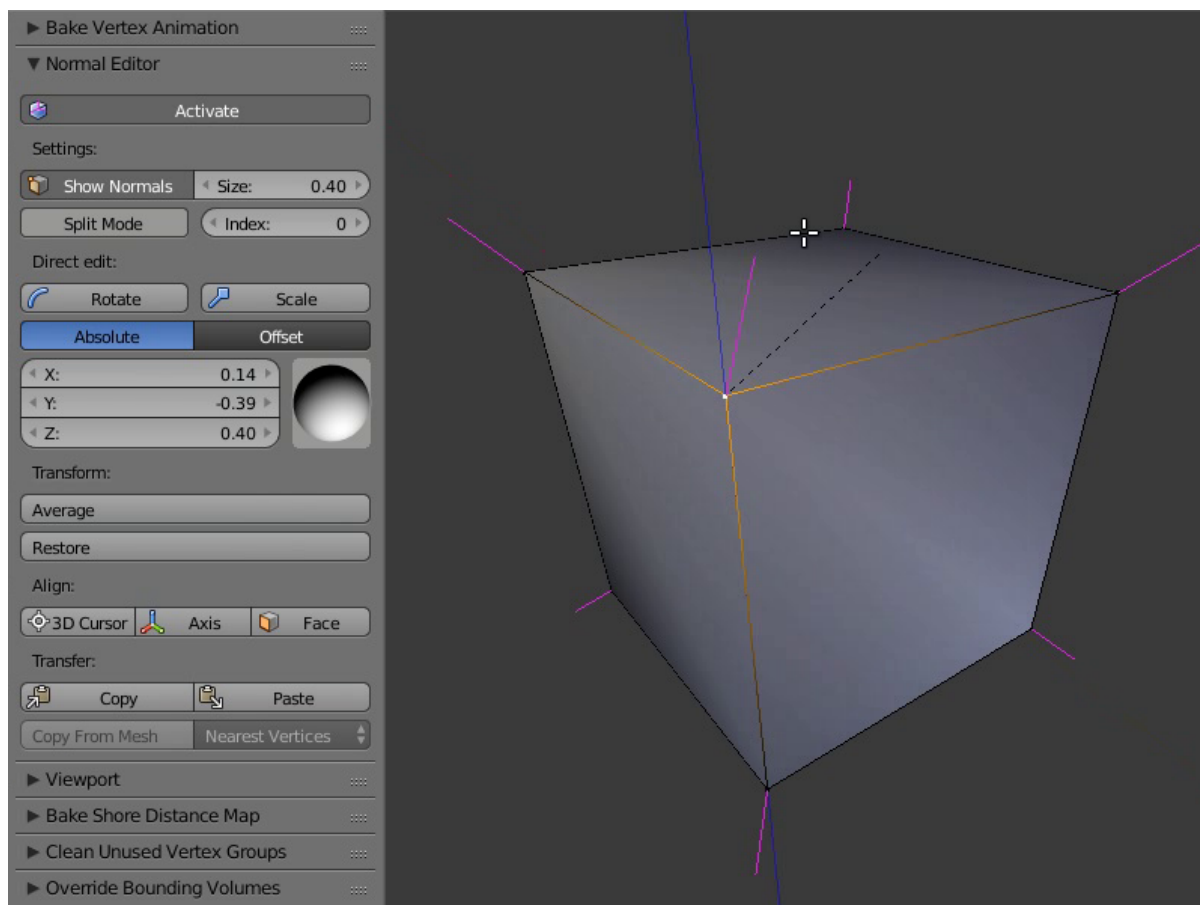 Bake Vertex Animation
Normal Editor
Activate
Settings:
Show Normals Size: 0.40
Split Mode Index: 0
Direct edit:
Rotate Scale
Absolute Offset
X: 0.14
Y: -0.39
Z: 0.40
Transform:
Average
Restore
Align:
3D Cursor Axis Face
Transfer:
Copy Paste
Copy From Mesh Nearest Vertices
Viewport
Bake Shore Distance Map
Clean Unused Vertex Groups
Override Bounding Volumes